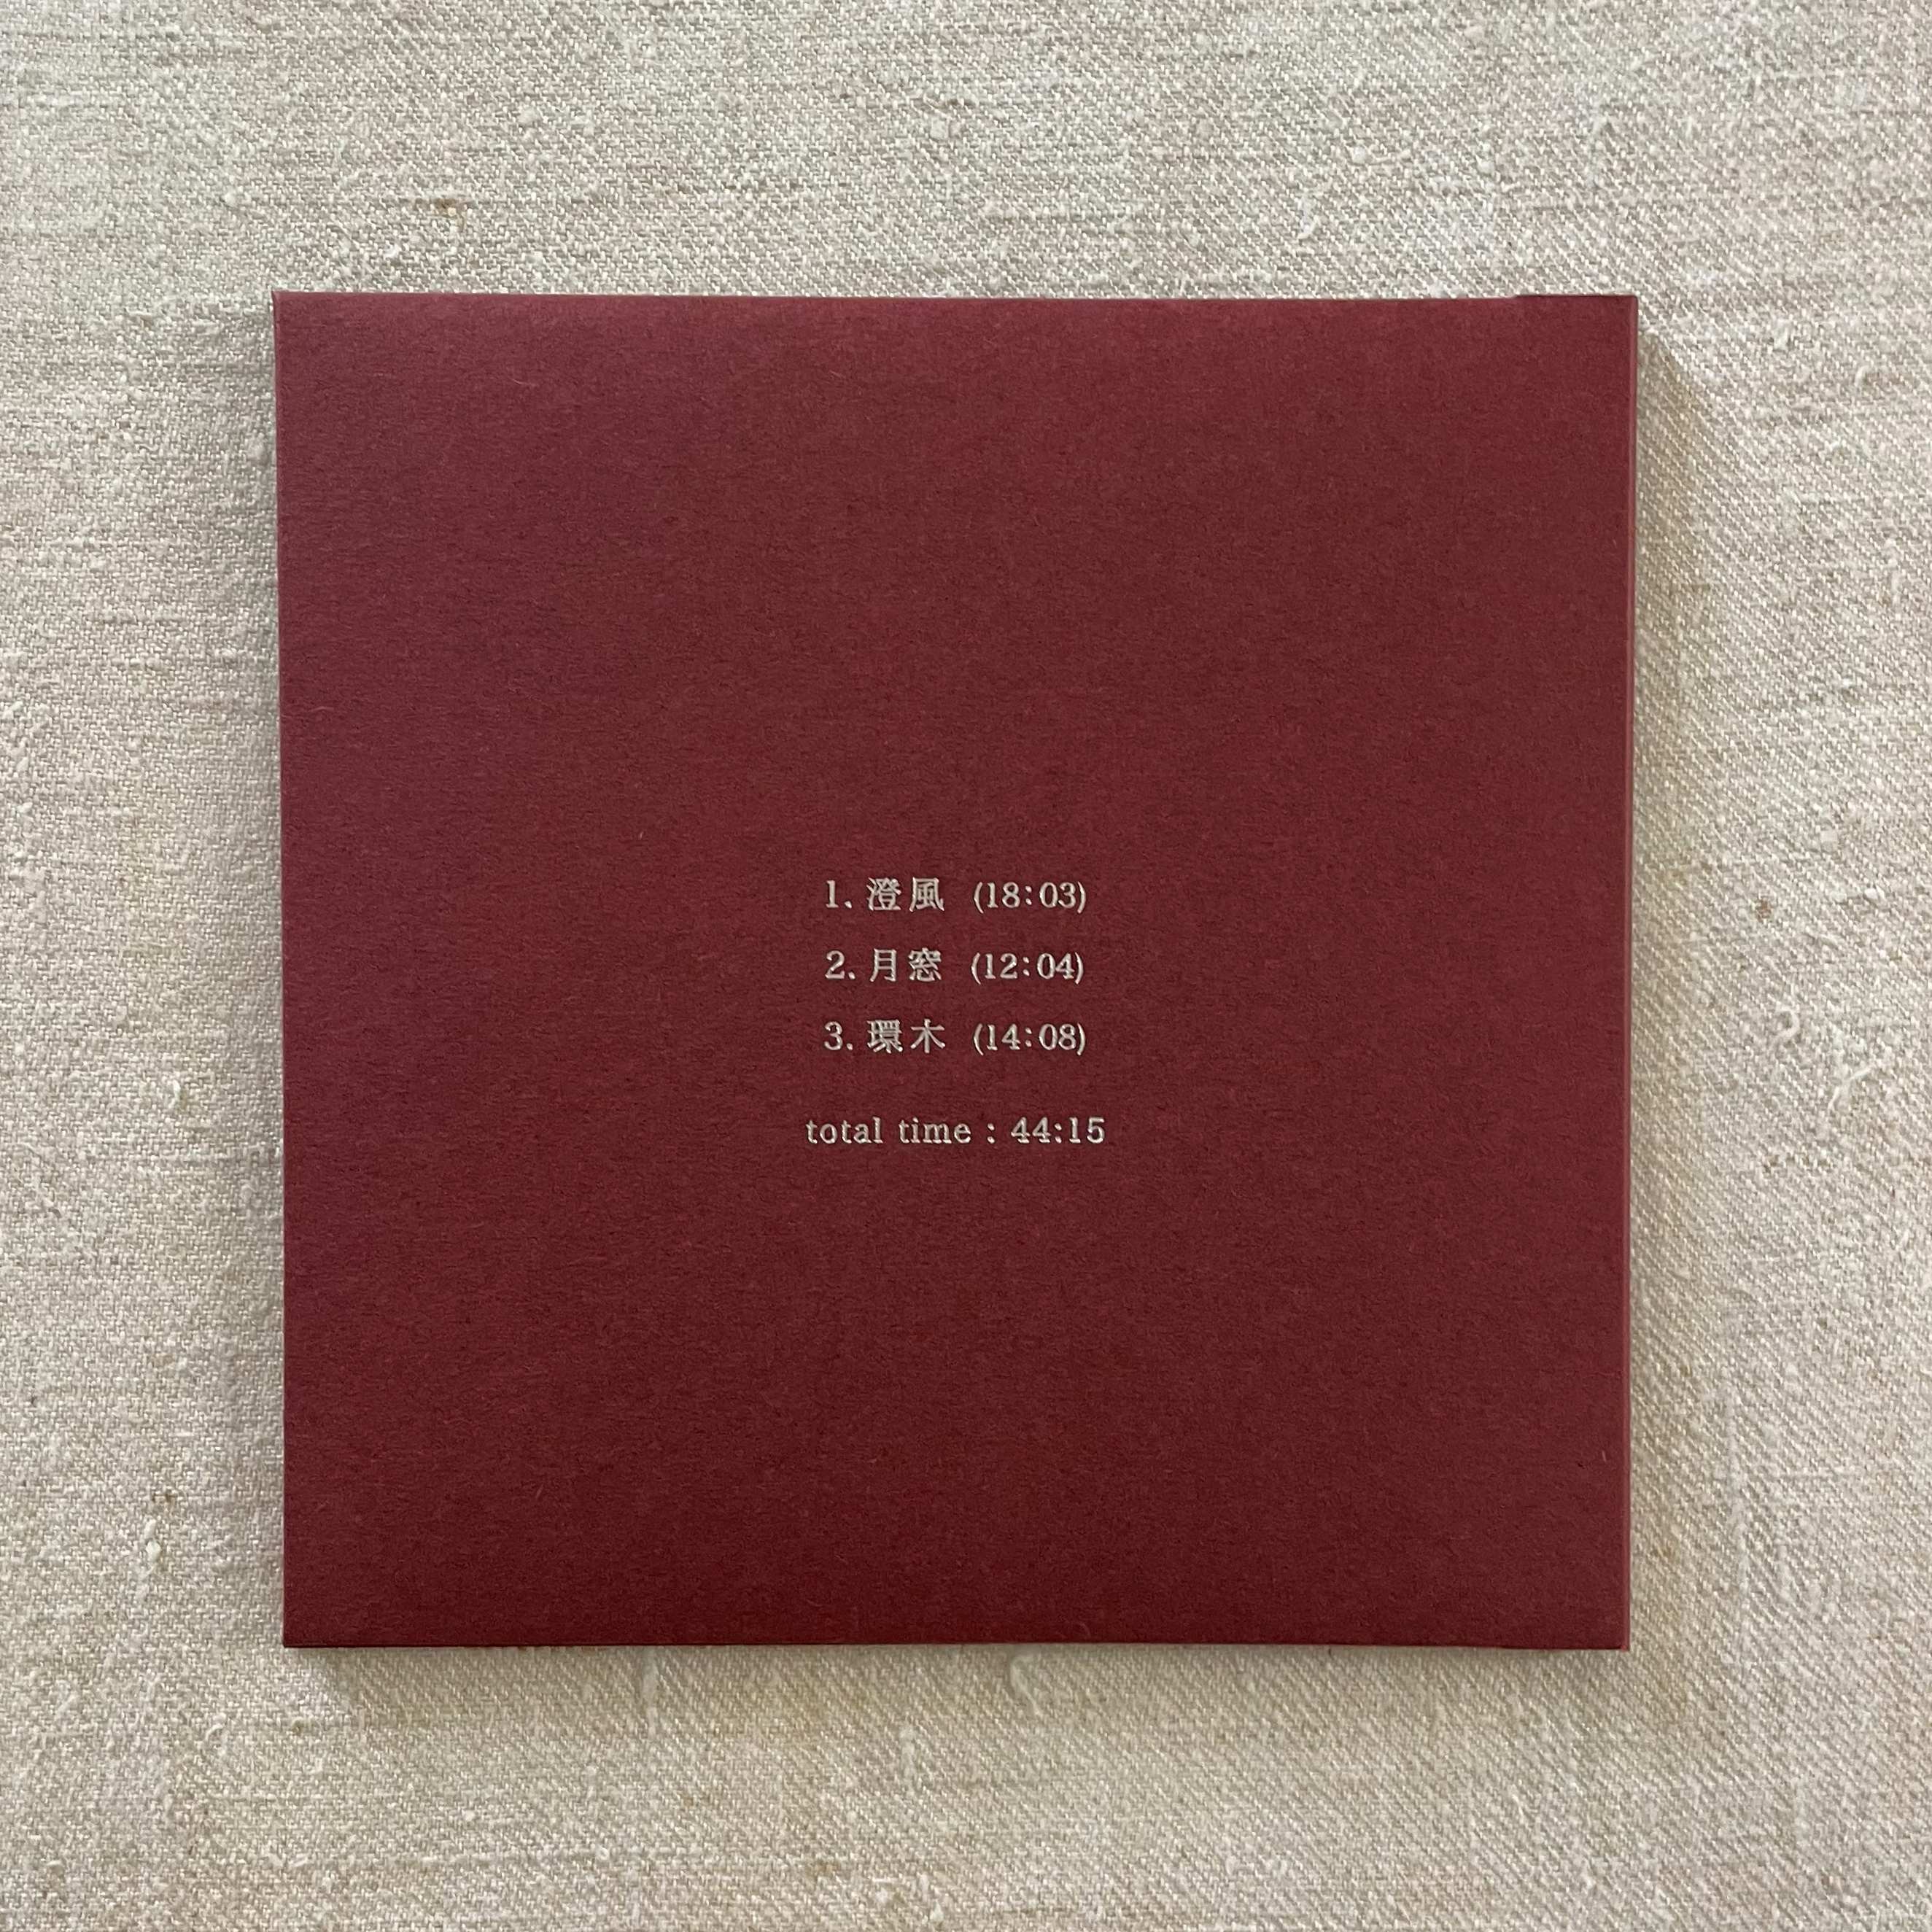 1. 澄風 (18:03)
2. 月窓 (12:04)
3. 環木 (14:08)
total time : 44:15